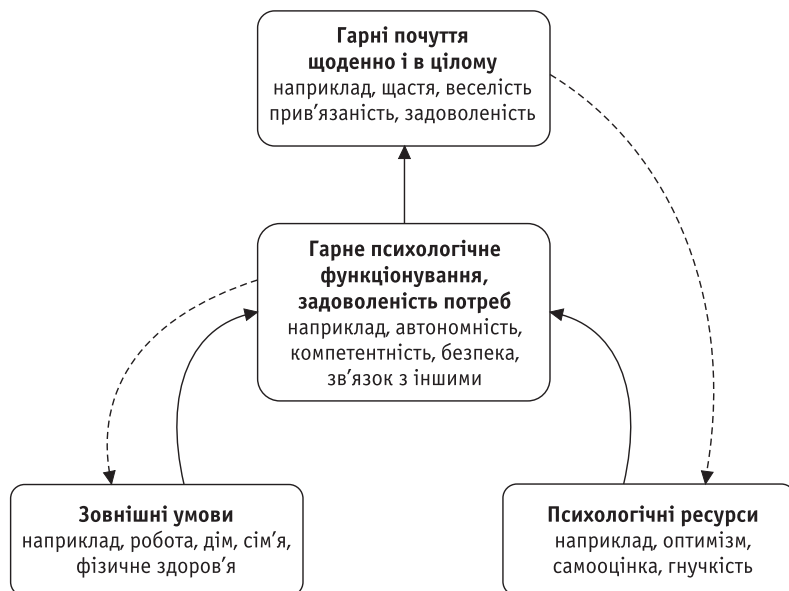 Гарні почуття
щоденно і в цілому
наприклад, щастя, веселість
прив’язаність, задоволеність
Гарне психологічне
функціонування,
задоволеність потреб
наприклад, автономність,
компетентність, безпека,
зв’язок з іншими
Зовнішні умови
наприклад, робота, дім, сім’я,
фізичне здоров’я
Психологічні ресурси
наприклад, оптимізм,
самооцінка, гнучкість